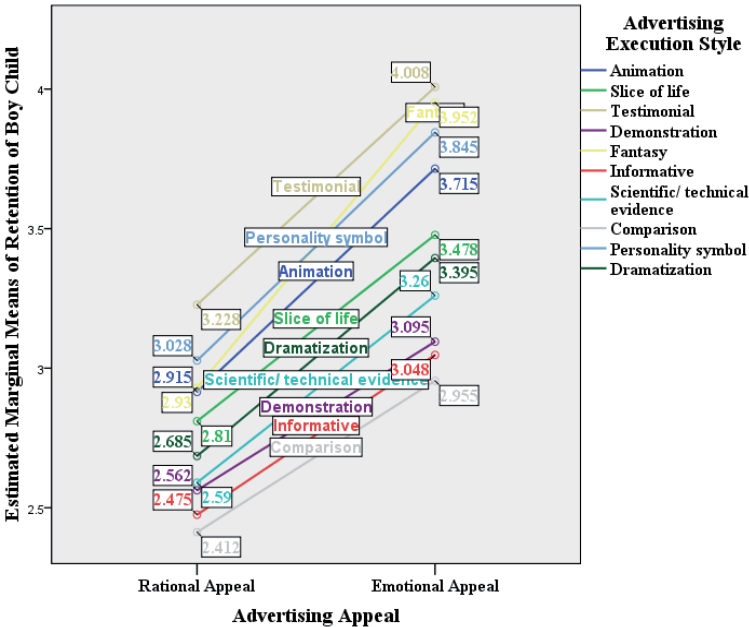 Advertising
Execution Style
Animation
Slice of life
Testimonial
Demonstration
Fantasy
Informative
Scientific/ technical
evidence
Comparison
Personality symbol
Dramatization
Estimated Marginal Means of Retention of Boy Child
4
3.5
3
2.5
4.008
3.952
3.845
3.715
3.478
3.395
3.26
3.095
3.048
2.955
Testimonial
Personality symbol
Animation
Slice of life
Dramatization
Scientific/ technical evidence
Demonstration
Informative
Comparison
3.228
3.028
2.915
2.93
2.81
2.685
2.562
2.59
2.475
2.412
Rational Appeal
Emotional Appeal
Advertising Appeal